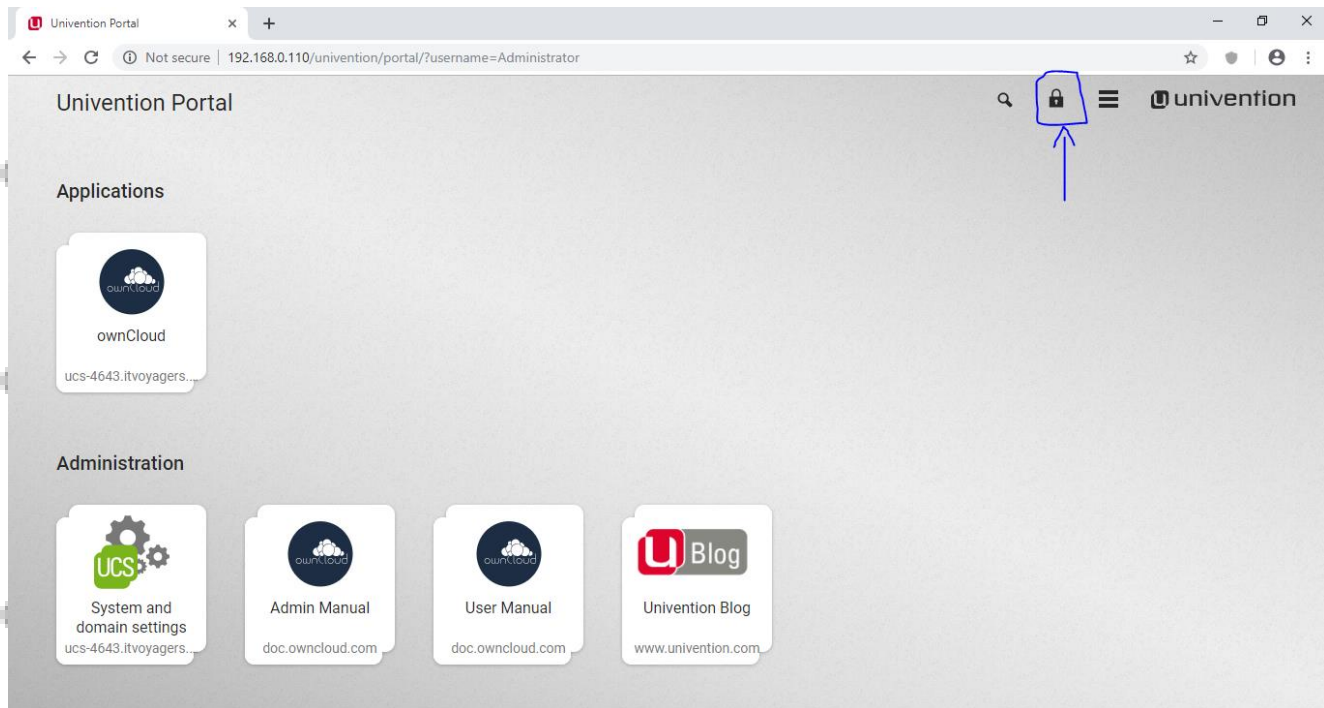 Univention Portal
Not secure | 192.168.0.110/univention/portal/?username=Administrator
Univention Portal
univention
Applications
ownCloud
ownCloud
ucs-4643.itvoyagers....
Administration
UCS
ownCloud
ownCloud
U Blog
System and
domain settings
ucs-4643.itvoyagers....
Admin Manual
doc.owncloud.com
User Manual
doc.owncloud.com
Univention Blog
www.univention.com